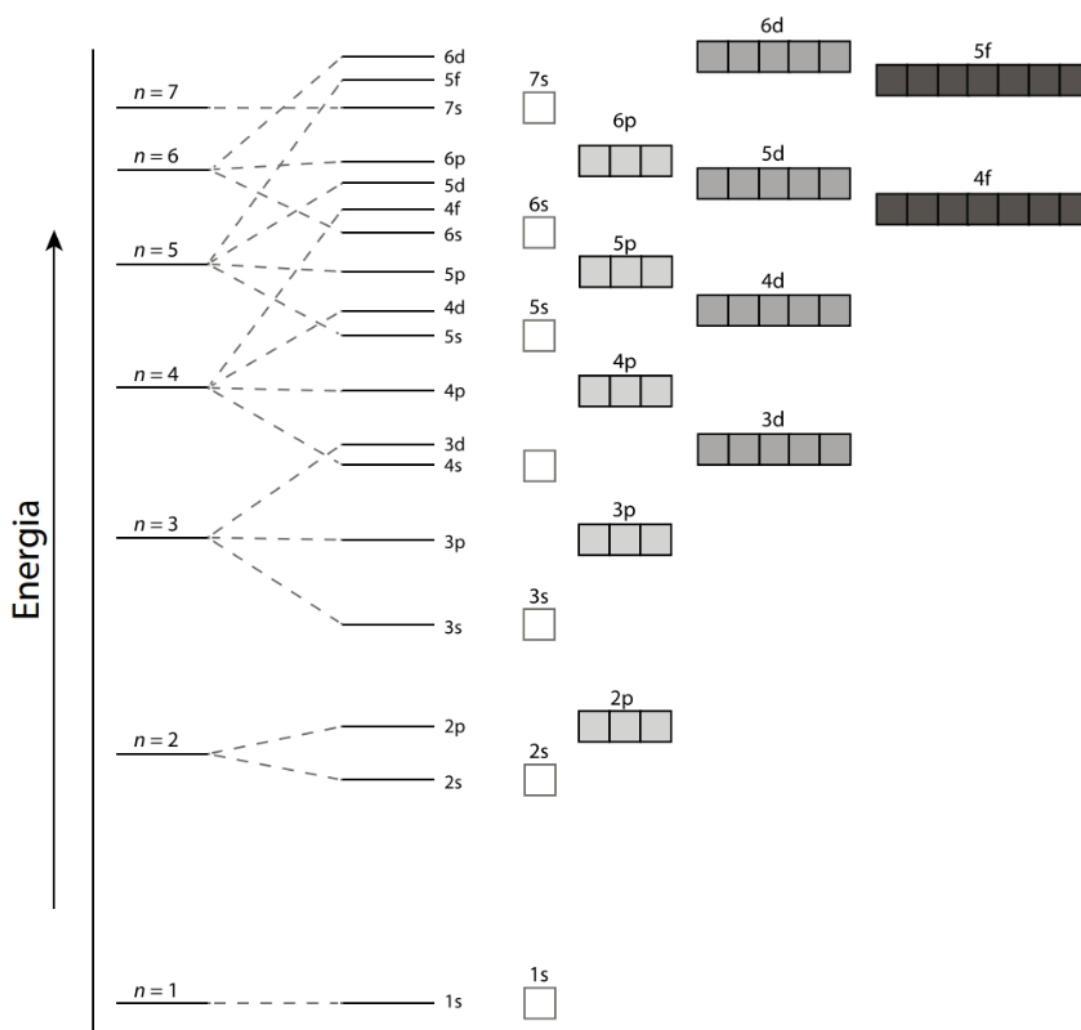 6d
5f
6d
5f
n = 7
7s
7s
6p
n = 6
6p
5d
5d
4f
4f
6s
6s
n = 5
5p
5p
4d
4d
5s
5s
n = 4
4p
4p
3d
3d
4s
n = 3
3p
3p
3s
3s
2p
2p
n = 2
2s
2s
1s
n = 1
1s
Energia